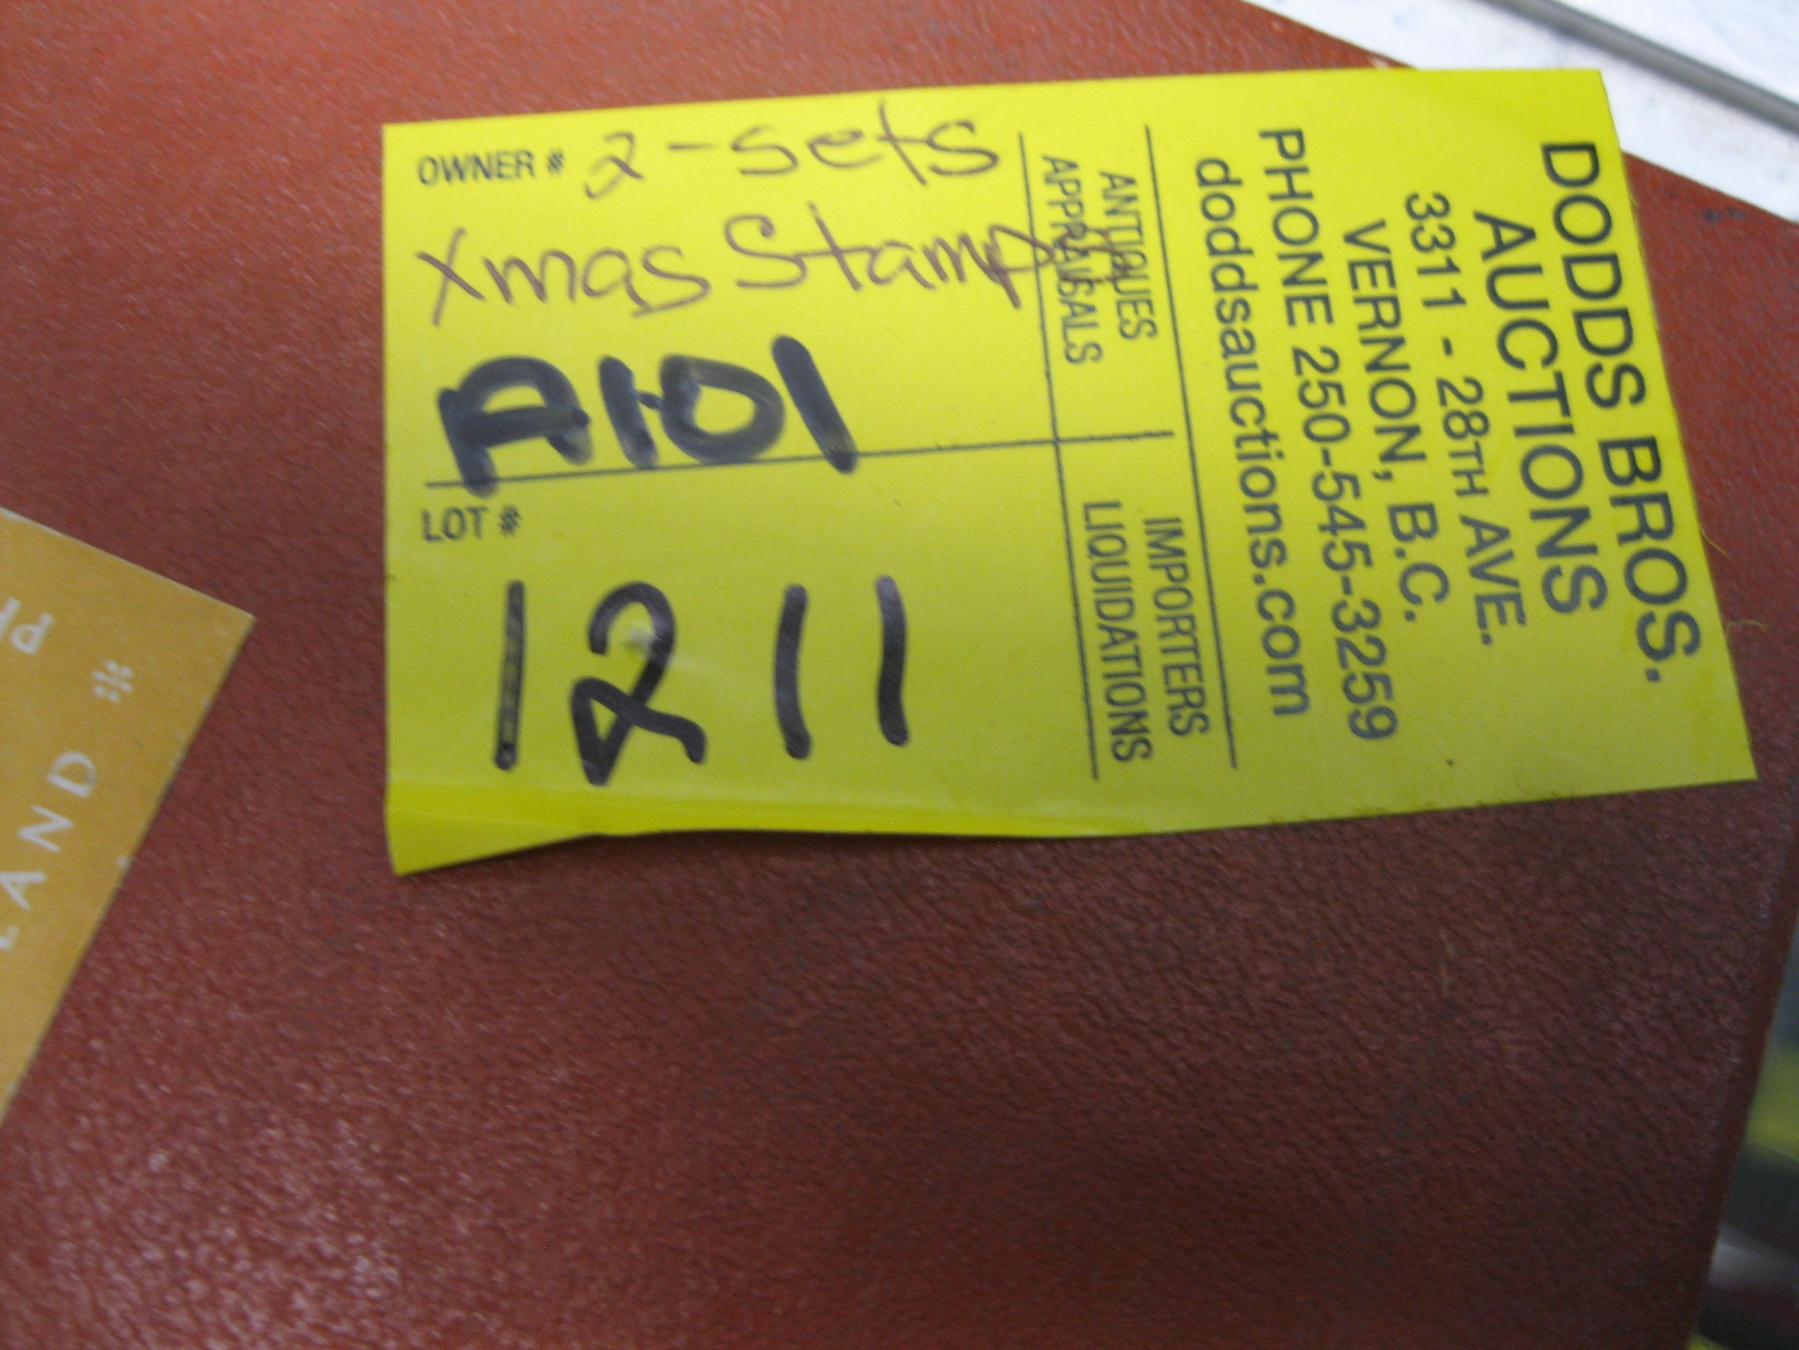 DODDS BROS.
AUCTIONS
3311 - 28TH AVE.
VERNON, B.C.
PHONE 250-545-3259
doddsauctions.com
ANTIQUES
APPRAISALS
IMPORTERS
LIQUIDATIONS
OWNER # 2-sets
Xmas Stamps
A101
LOT #
1211
LAND *